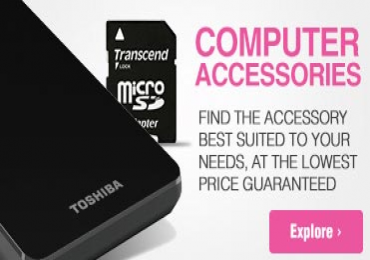 Transcend
LOCK
micro
SD
COMPUTER
ACCESSORIES
FIND THE ACCESSORY
BEST SUITED TO YOUR
NEEDS, AT THE LOWEST
PRICE GUARANTEED
TOSHIBA
Explore ›